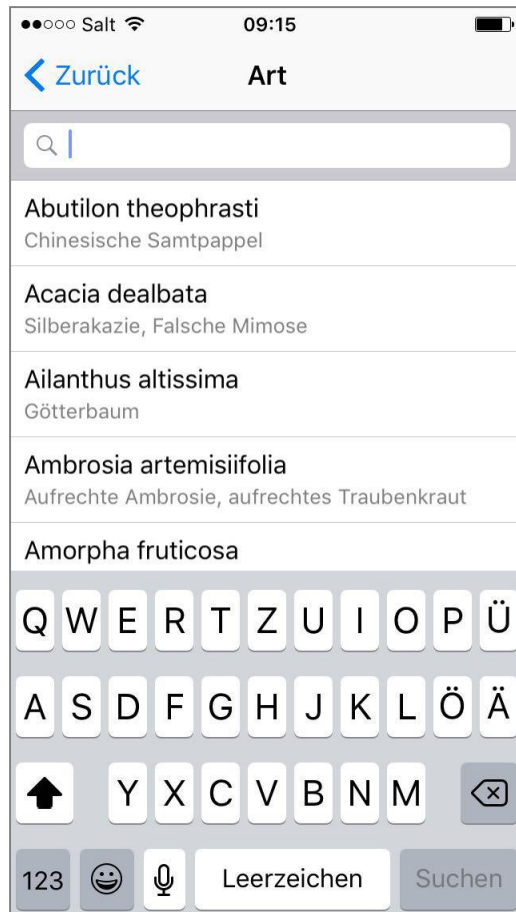 Salt 09:15
Zurück Art
Abutilon theophrasti
Chinesische Samtpappel
Acacia dealbata
Silberakazie, Falsche Mimose
Ailanthus altissima
Götterbaum
Ambrosia artemisiifolia
Aufrechte Ambrosie, aufrechtes Traubenkraut
Amorpha fruticosa
Q W E R T Z U I O P Ü
A S D F G H J K L Ö Ä
Y X C V B N M
123 Leerzeichen Suchen